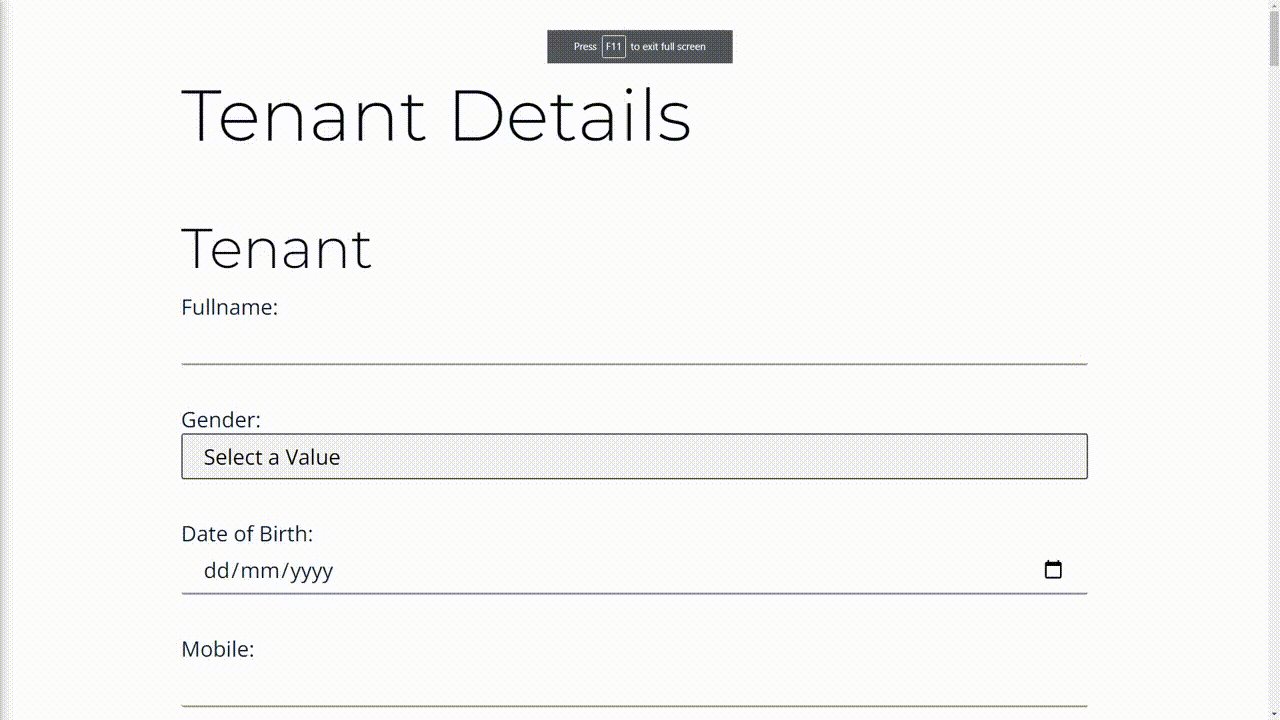 Press F11 to exit full screen
Tenant Details
Tenant
Fullname:
Gender:
Select a Value
Date of Birth:
dd/mm/yyyy
Mobile: